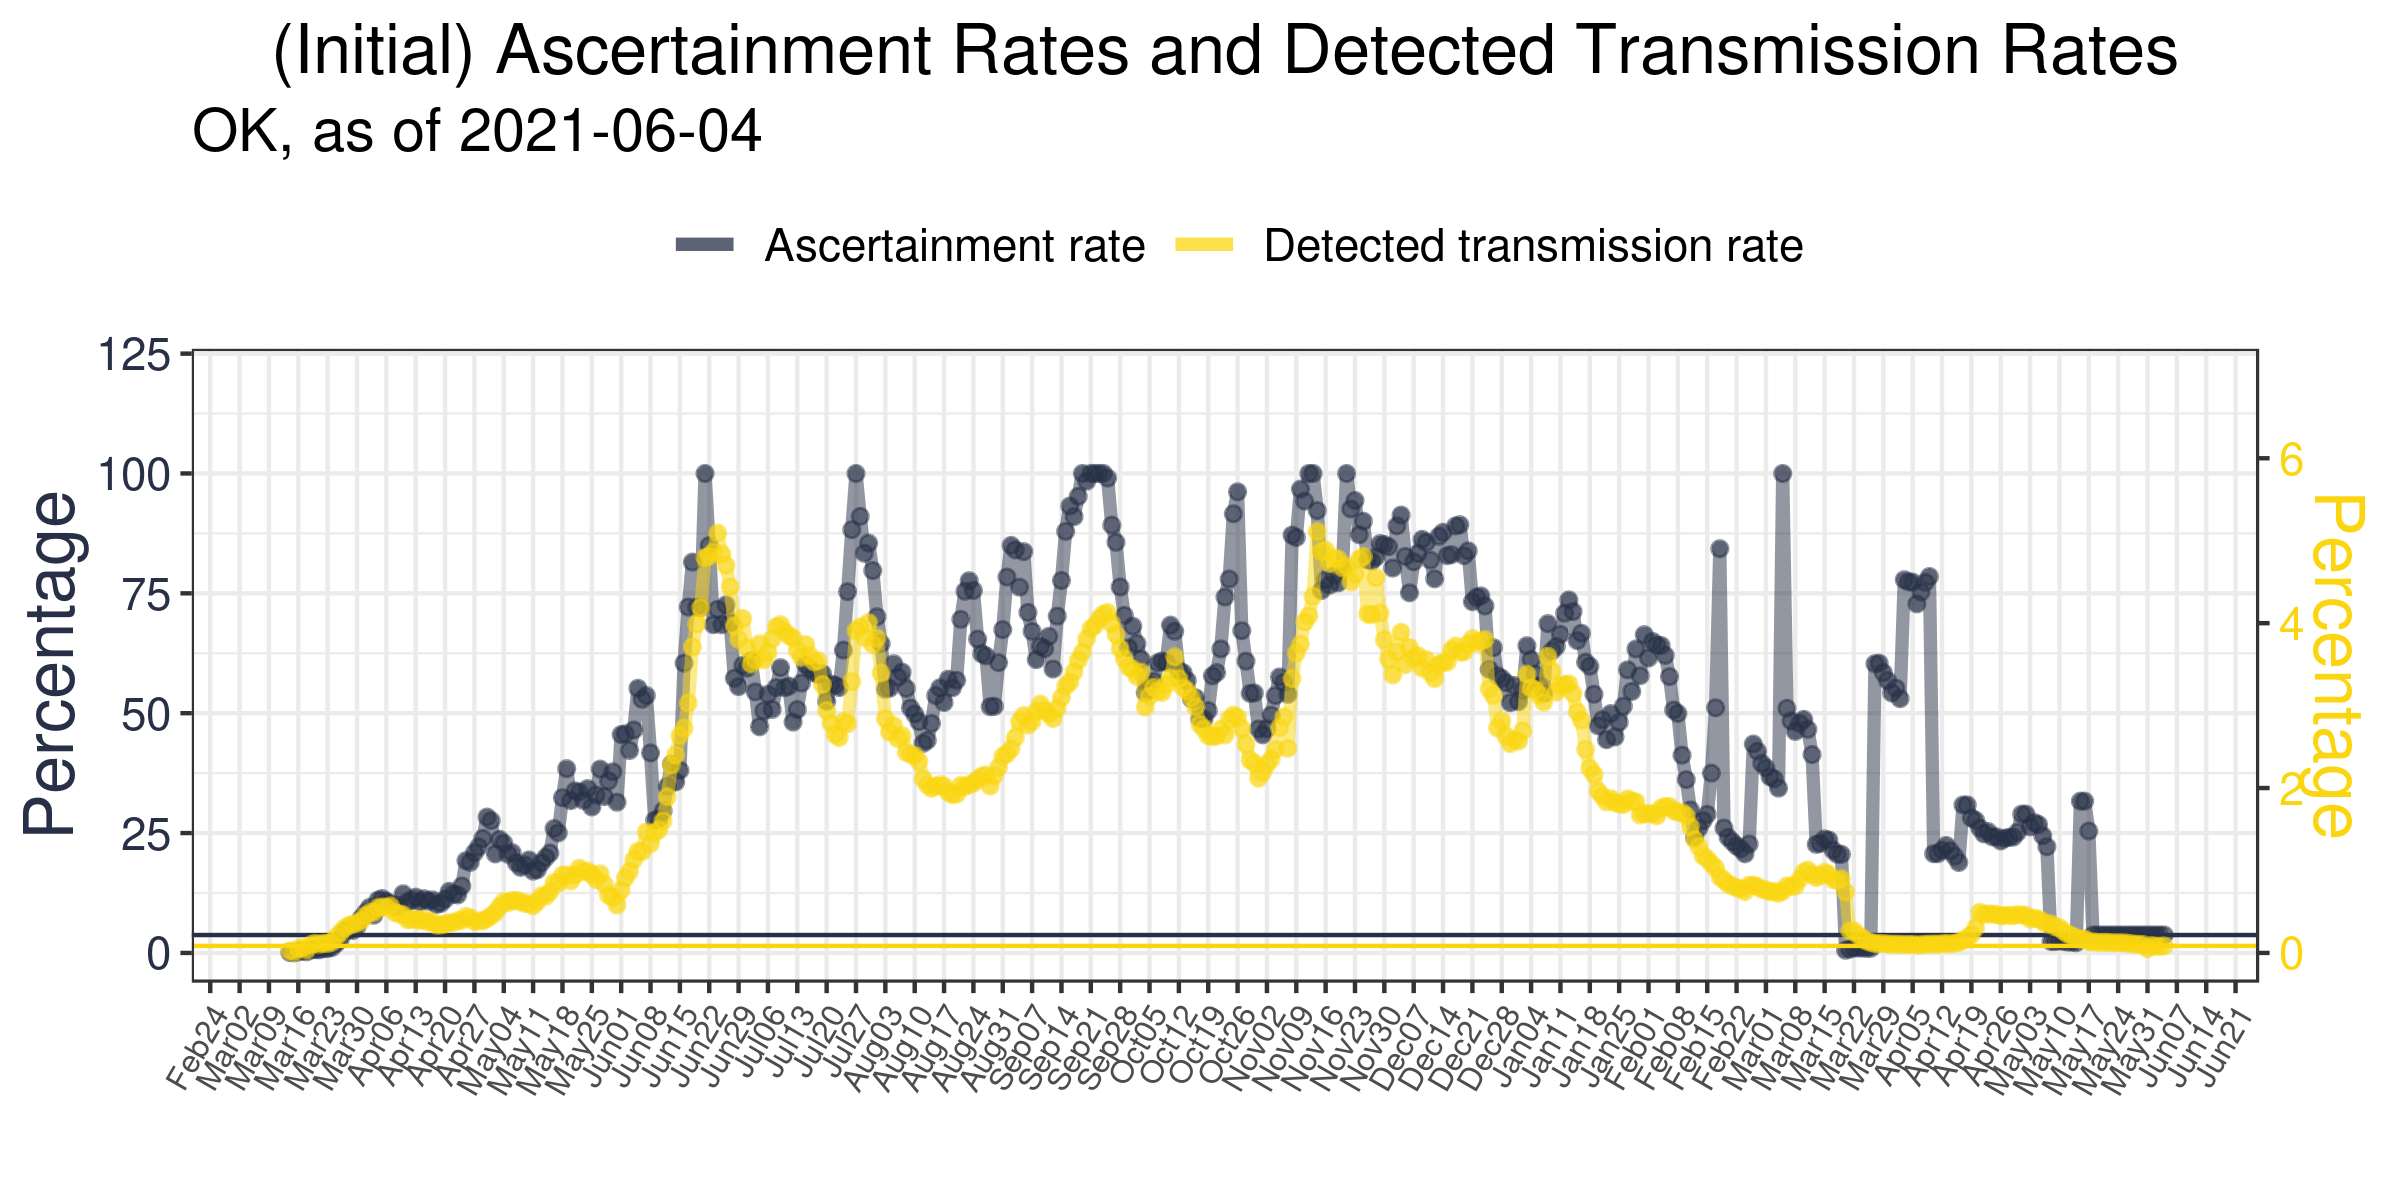 (Initial) Ascertainment Rates and Detected Transmission Rates
OK, as of 2021-06-04
Ascertainment rate
Detected transmission rate
125
100
75
50
25
0
Percentage
6
4
2
0
Percentage
Feb24
Mar02
Mar09
Mar16
Mar23
Mar30
Apr06
Apr13
Apr20
Apr27
May04
May11
May18
May25
Jun01
Jun08
Jun15
Jun22
Jun29
Jul06
Jul13
Jul20
Jul27
Aug03
Aug10
Aug17
Aug24
Aug31
Sep07
Sep14
Sep21
Sep28
Oct05
Oct12
Oct19
Oct26
Nov02
Nov09
Nov16
Nov23
Nov30
Dec07
Dec14
Dec21
Dec28
Jan04
Jan11
Jan18
Jan25
Feb01
Feb08
Feb15
Feb22
Mar01
Mar08
Mar15
Mar22
Mar29
Apr05
Apr12
Apr19
Apr26
May03
May10
May17
May24
May31
Jun07
Jun14
Jun21